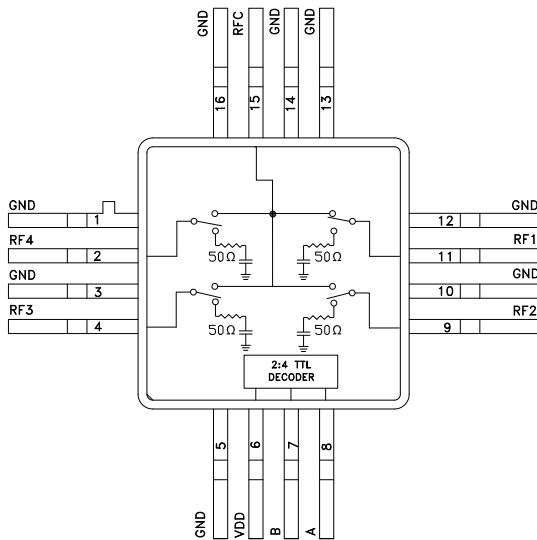 GND
RFC
GND
GND
16
15
14
13
GND
1
RF4
2
GND
3
RF3
4
GND
12
RF1
11
GND
10
RF2
9
50Ω
50Ω
50Ω
50Ω
2:4 TTL
DECODER
5
6
7
8
GND
VDD
B
A